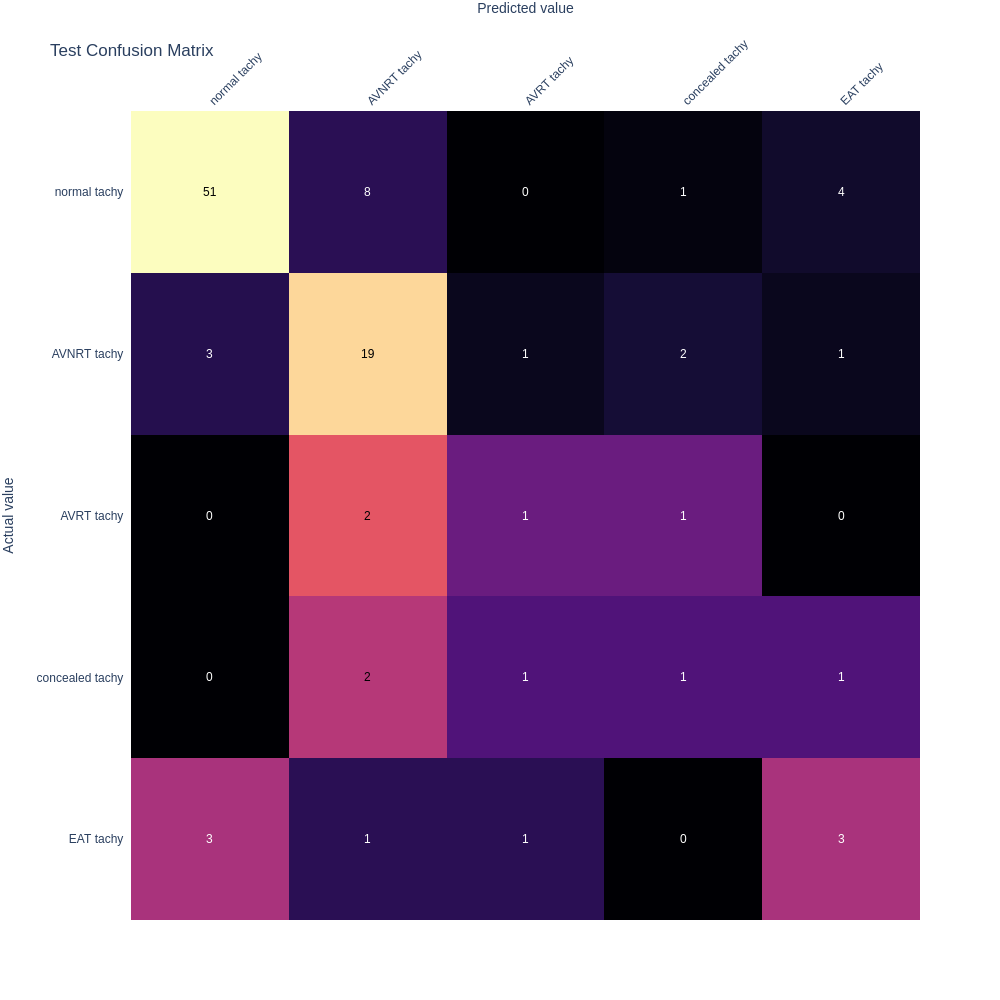 Predicted value
Test Confusion Matrix
normal tachy AVNRT tachy AVRT tachy concealed tachy EAT tachy
normal tachy 51 8 0 1 4
AVNRT tachy 3 19 1 2 1
Actual value
AVRT tachy 0 2 1 1 0
concealed tachy 0 2 1 1 1
EAT tachy 3 1 1 0 3